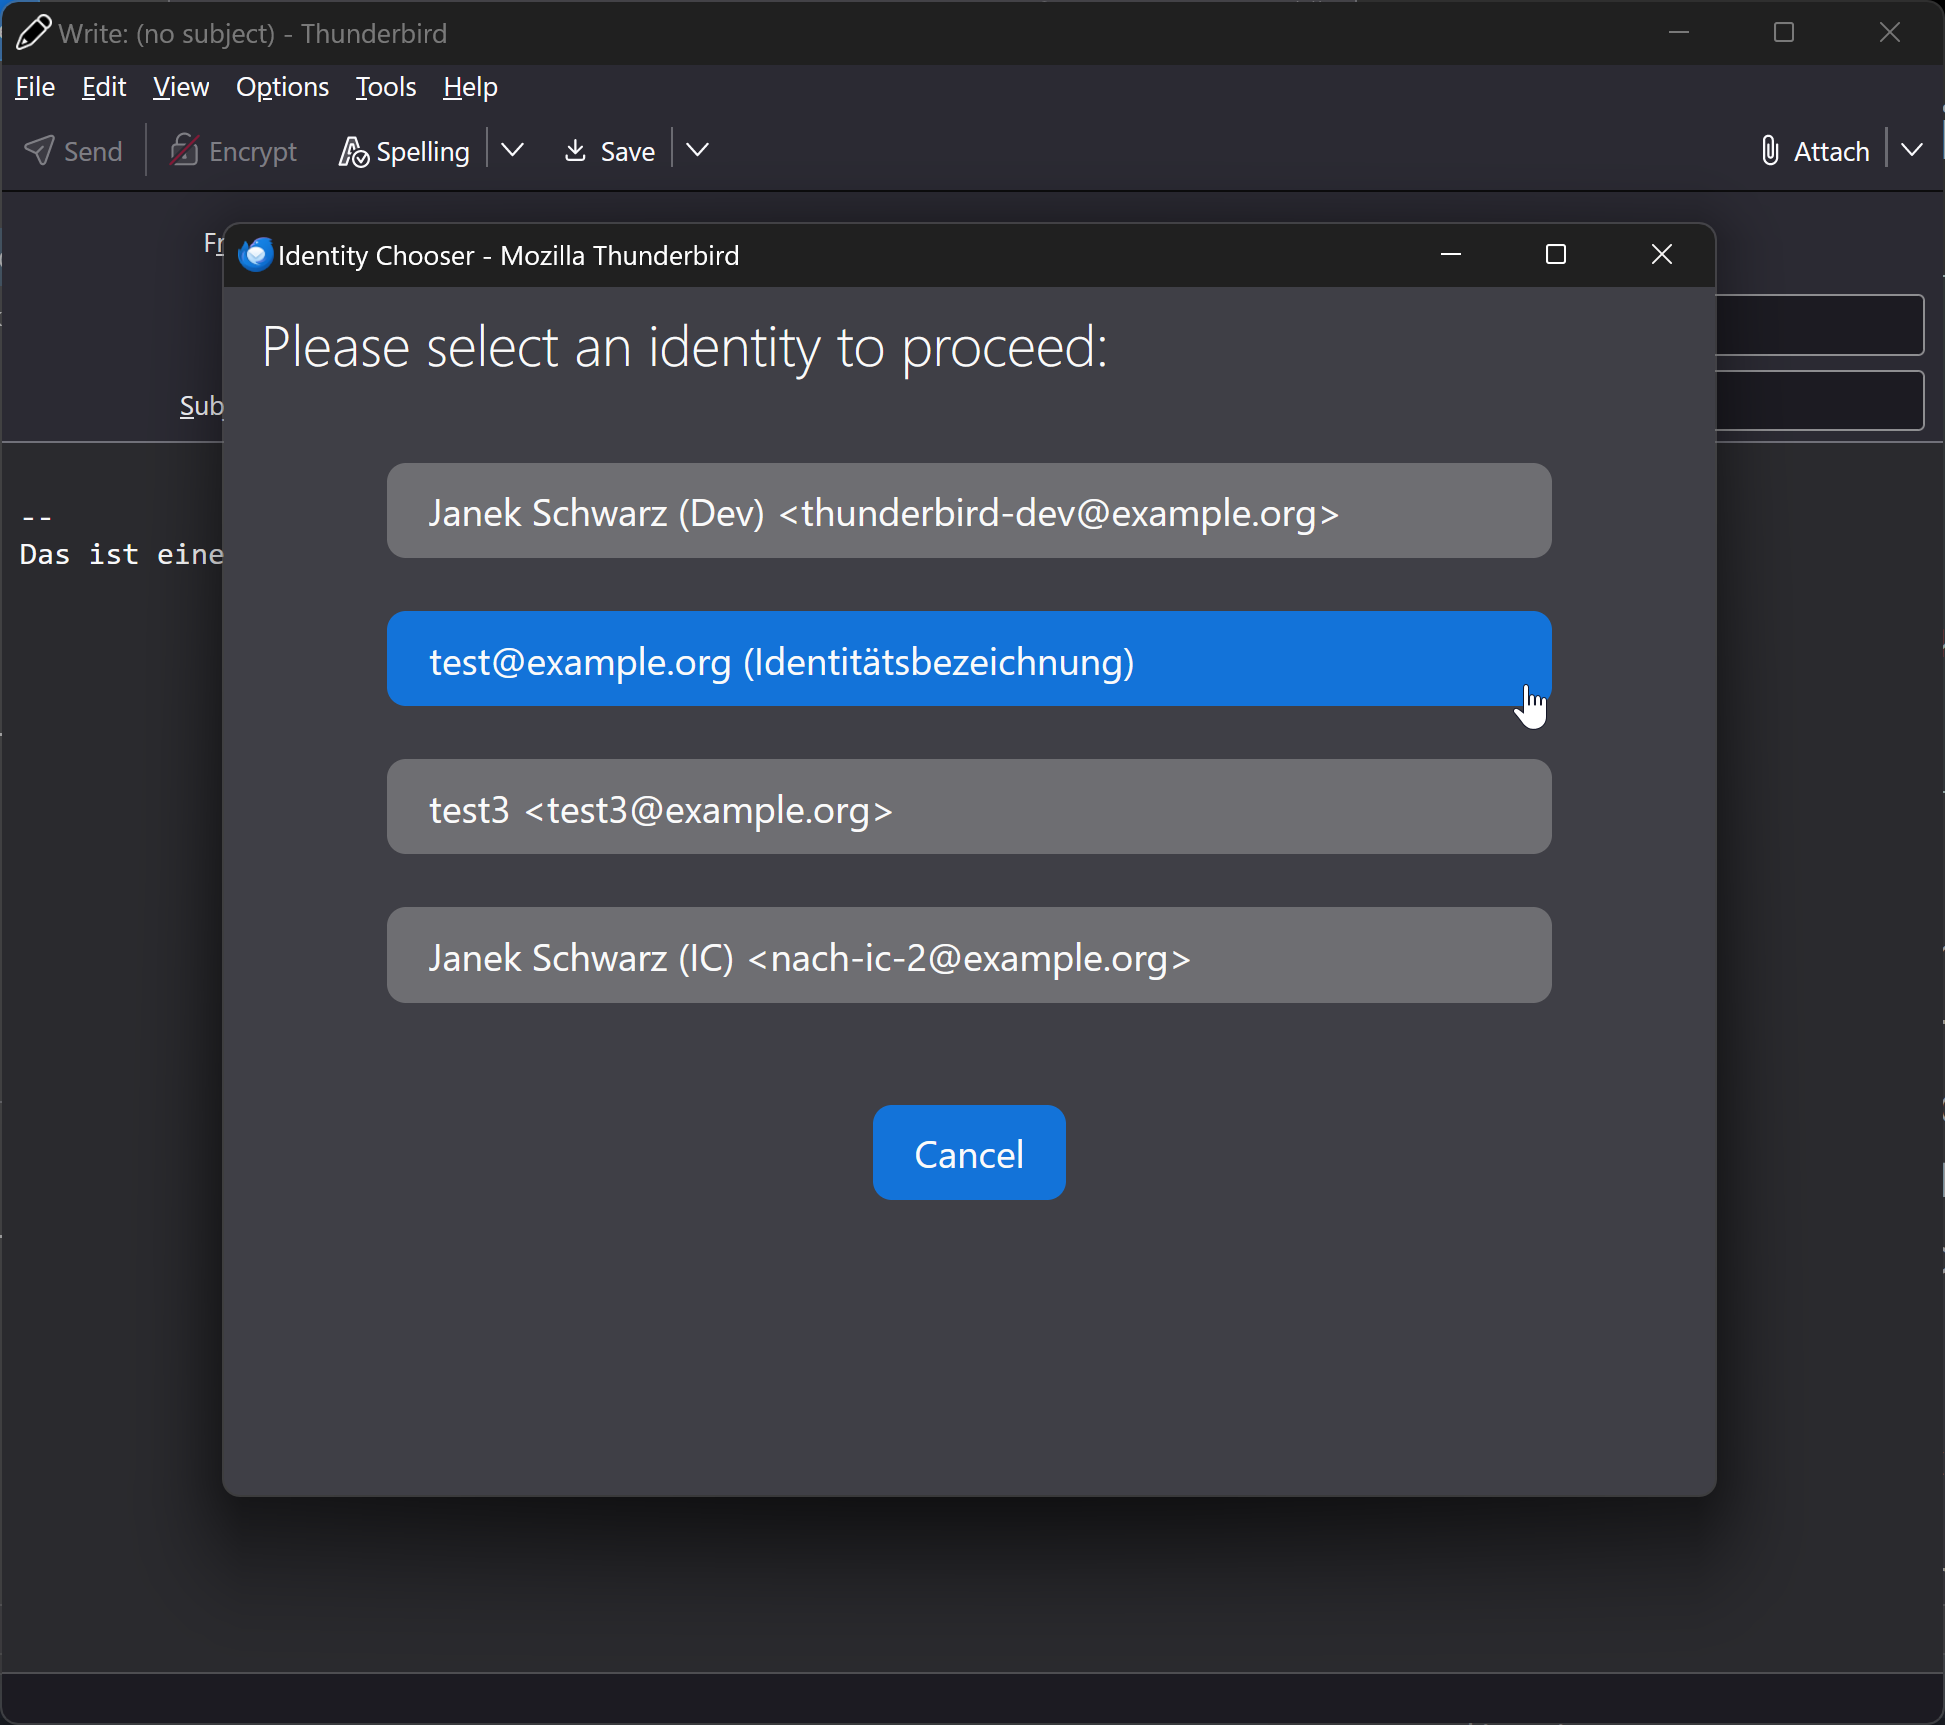 Write: (no subject) - Thunderbird
File Edit View Options Tools Help
Send Encrypt Spelling Save Attach
Identity Chooser - Mozilla Thunderbird
Please select an identity to proceed:
Janek Schwarz (Dev) <thunderbird-dev@example.org>
--
Das ist eine
test@example.org (Identitätsbezeichnung)
test3 <test3@example.org>
Janek Schwarz (IC) <nach-ic-2@example.org>
Cancel